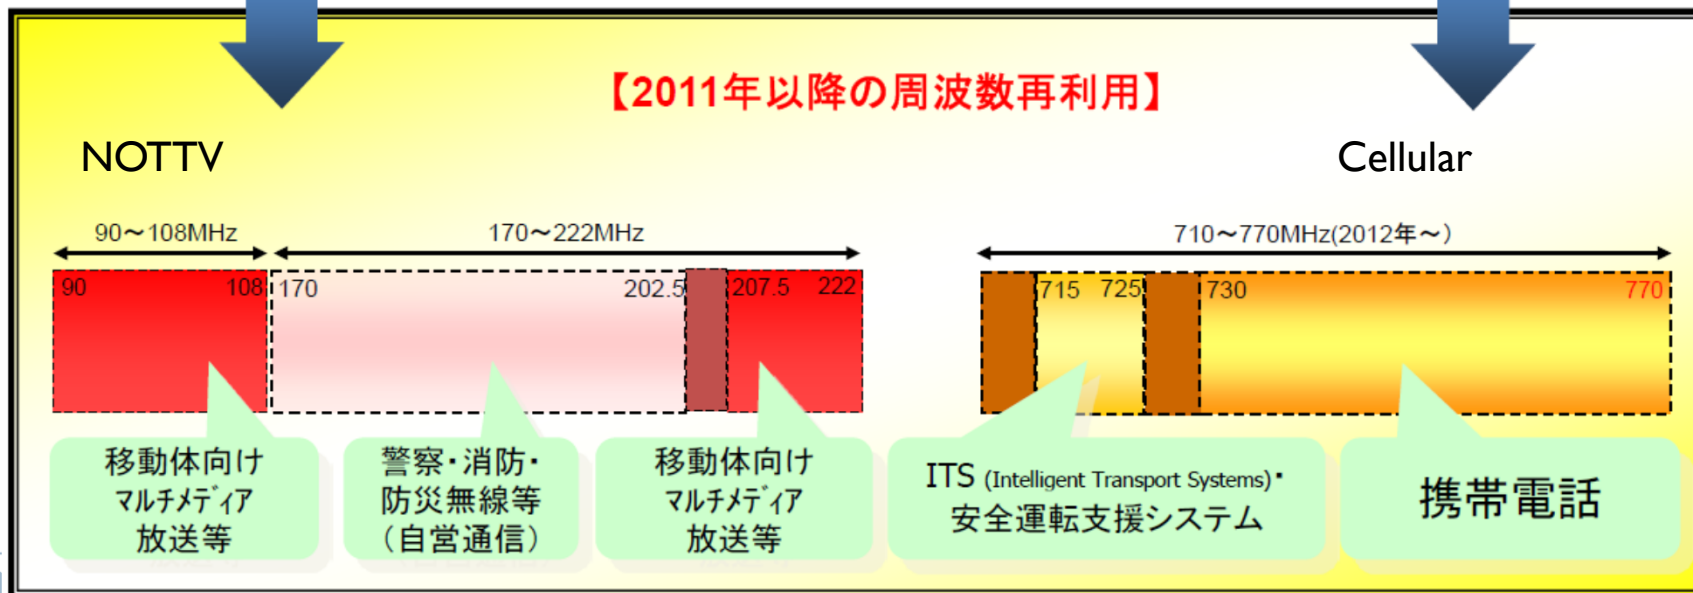 【2011年以降の周波数再利用】
NOTTV
Cellular
90～108MHz
170～222MHz
710～770MHz(2012年～)
90
108
170
202.5
207.5
222
715
725
730
770
移動体向け
マルチメディア
放送等
警察・消防・
防災無線等
（自営通信）
移動体向け
マルチメディア
放送等
ITS (Intelligent Transport Systems)・
安全運転支援システム
携帯電話